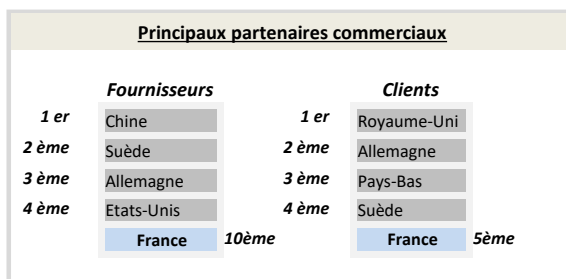 Principaux partenaires commerciaux
Fournisseurs Clients
1 er Chine 1 er Royaume-Uni
2 ème Suède 2 ème Allemagne
3 ème Allemagne 3 ème Pays-Bas
4 ème Etats-Unis 4 ème Suède
France 10ème France 5ème